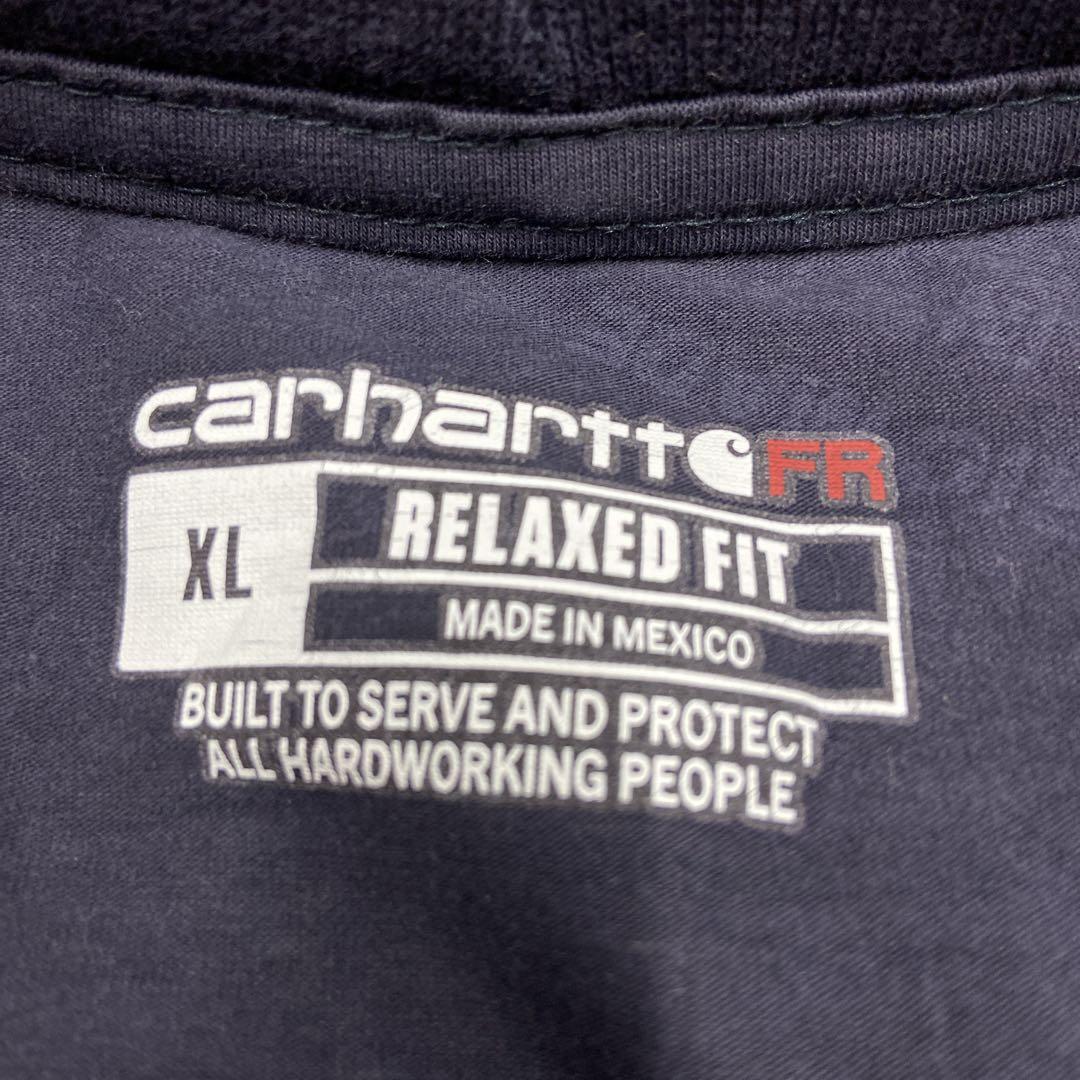 carhartt FR
XL
RELAXED FIT
MADE IN MEXICO
BUILT TO SERVE AND PROTECT
ALL HARDWORKING PEOPLE